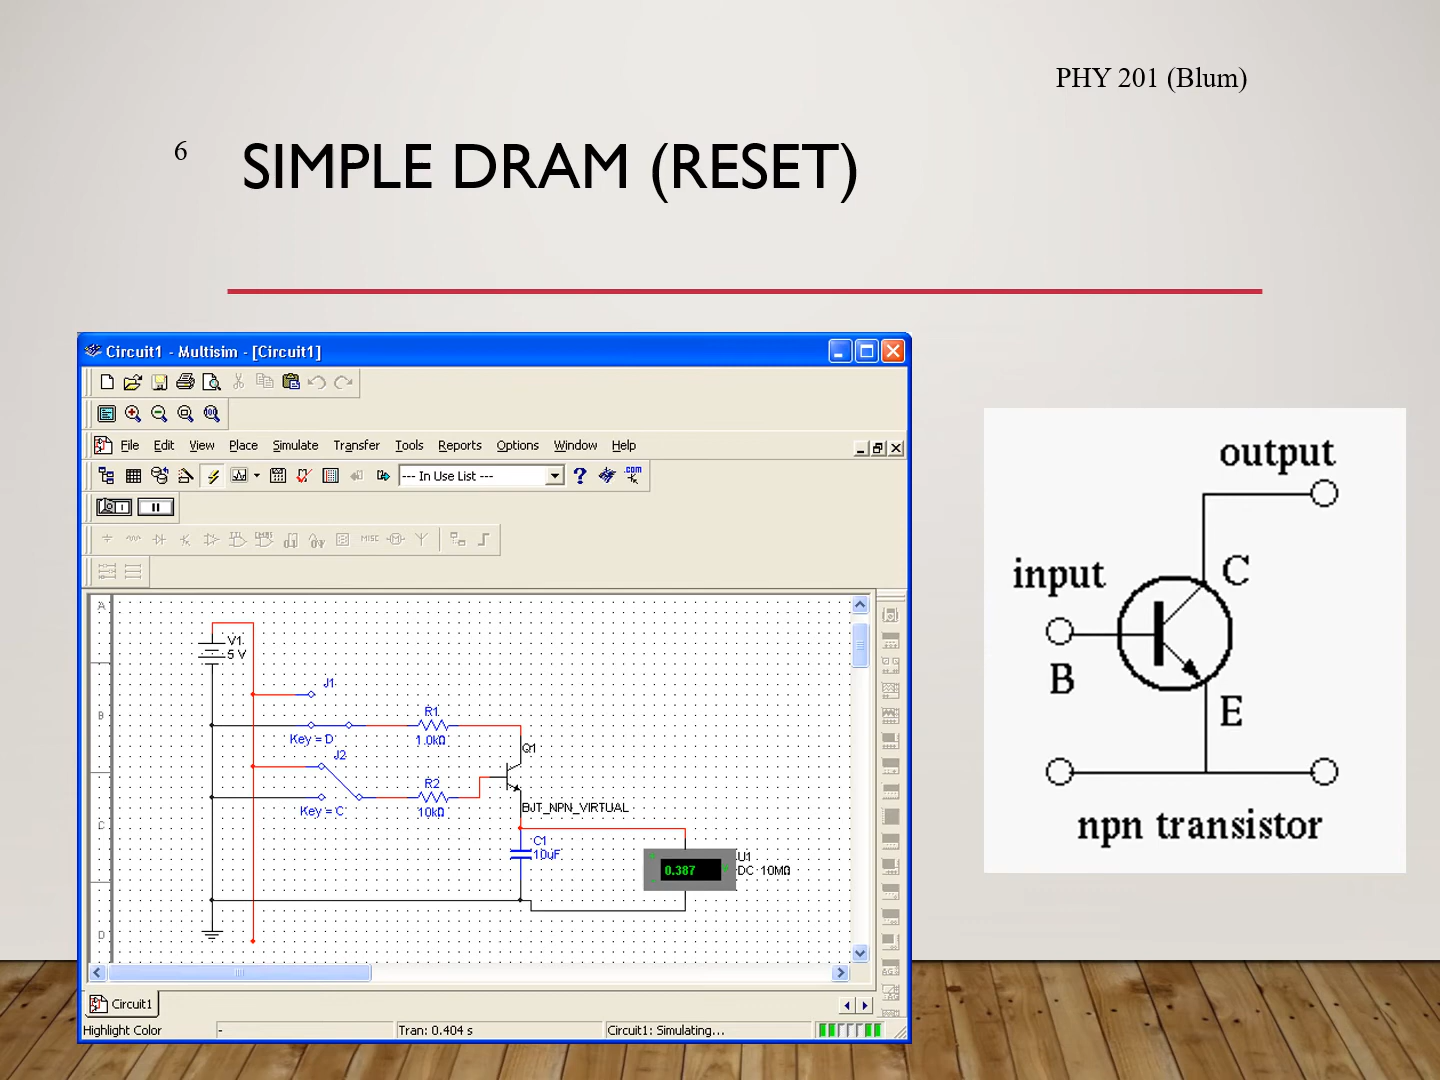 PHY 201 (Blum)
6
SIMPLE DRAM (RESET)
Circuit1 - Multisim - [Circuit1]
File Edit View Place Simulate Transfer Tools Reports Options Window Help
--- In Use List ---
.com
MISC
A
V1
5 V
J1
B
R1
Key = D
1.0kΩ
J2
Q1
R2
Key = C
10kΩ
BJT_NPN_VIRTUAL
C
C1
10uF
U1
0.387
DC 10MΩ
D
Circuit1
Highlight Color
-
Tran: 0.404 s
Circuit1: Simulating...
output
input
C
B
E
npn transistor